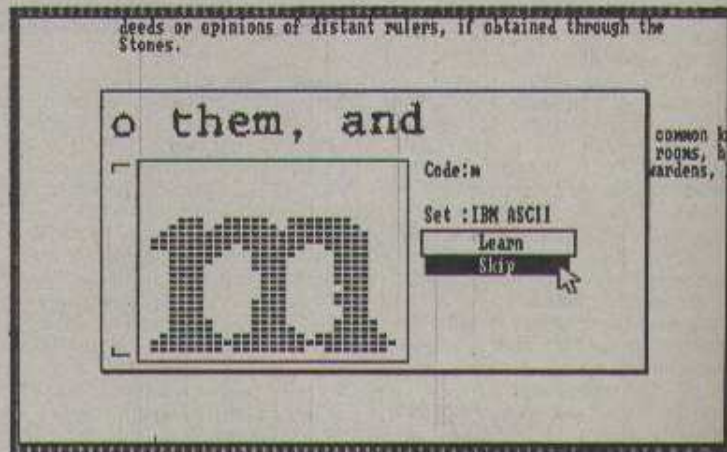 deeds or opinions of distant rulers, if obtained through the
Stones.
o them, and
common
rooms,
wardens,
Code:m
Set :IBM ASCII
m
Learn
Skip